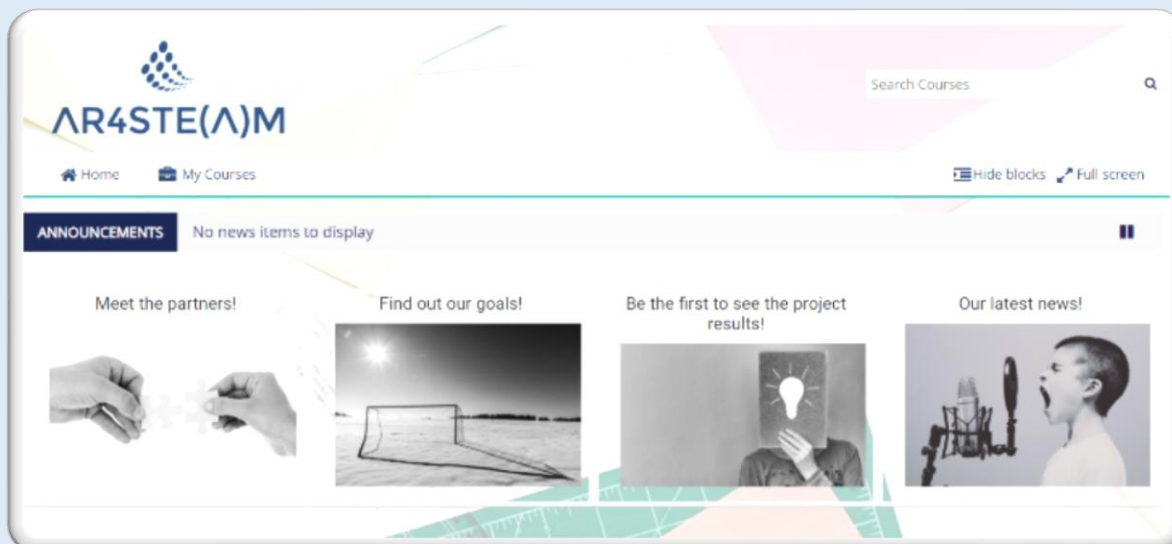 ΛR4STE(Λ)M
Search Courses
Home
My Courses
Hide blocks
Full screen
ANNOUNCEMENTS
No news items to display
Meet the partners!
Find out our goals!
Be the first to see the project
results!
Our latest news!